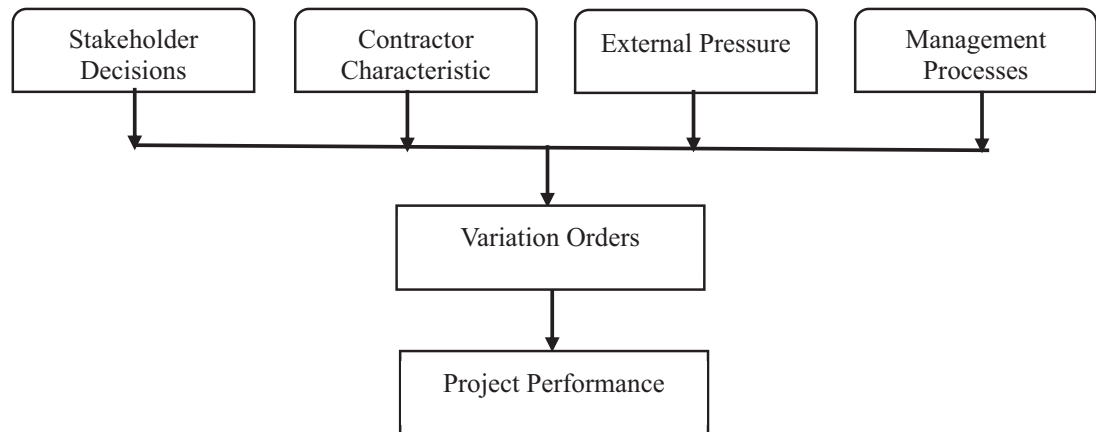 Stakeholder
Decisions
Contractor
Characteristic
External Pressure
Management
Processes
Variation Orders
Project Performance